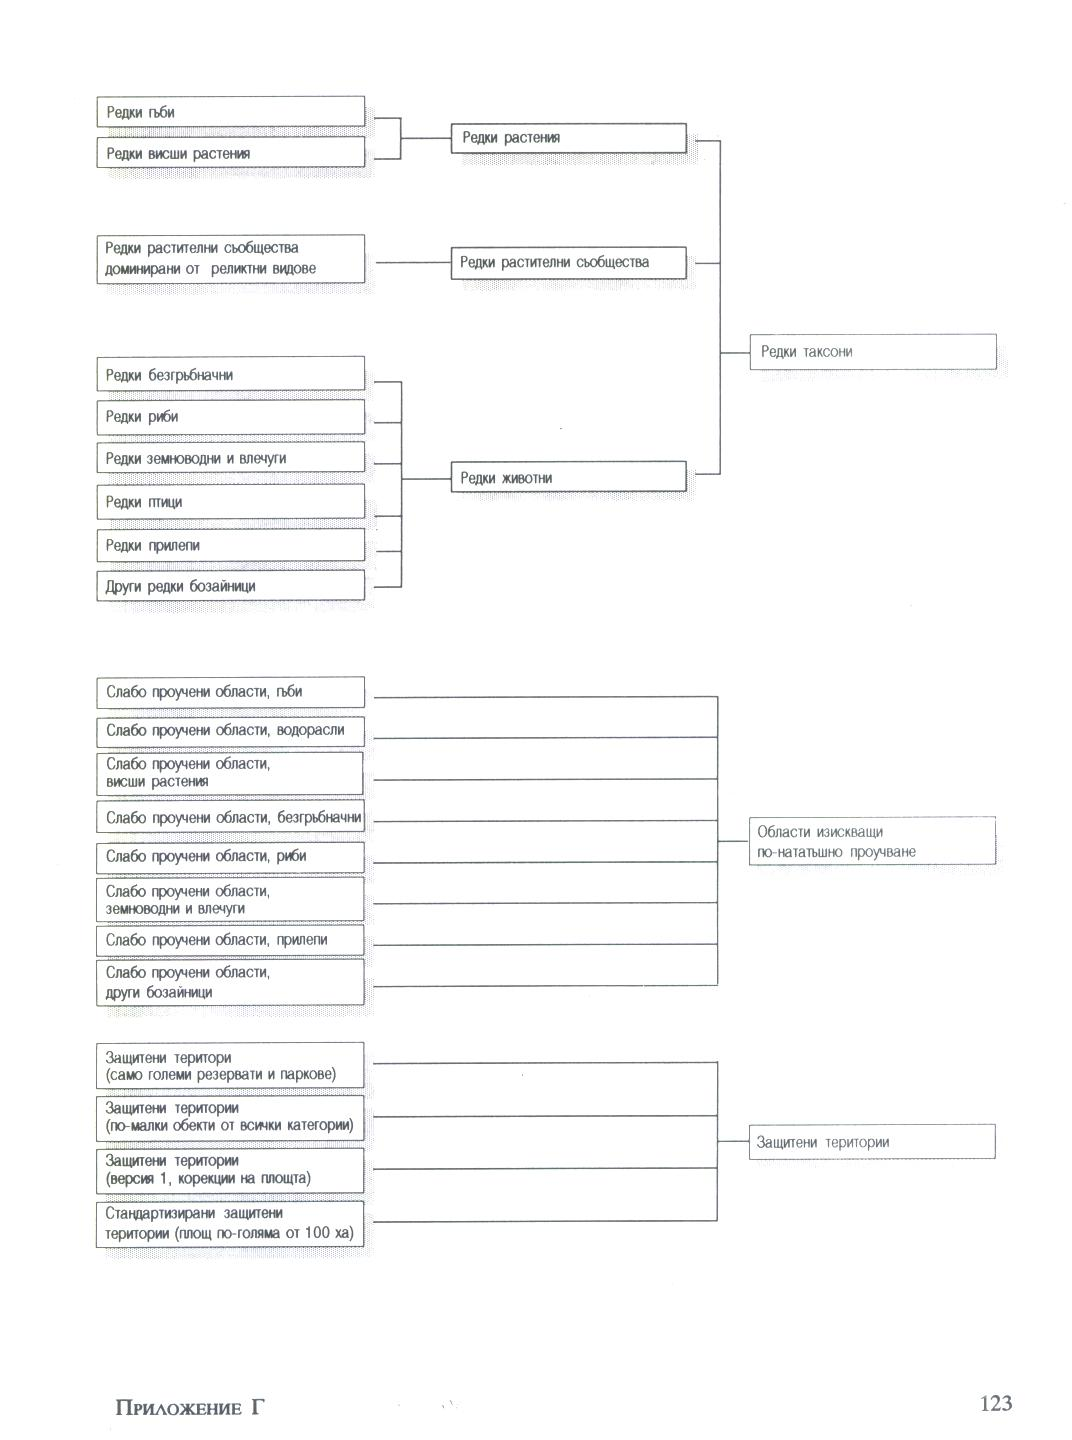 Редки гъби
Редки висши растения
Редки растения
Редки растителни съобщества
доминирани от реликтни видове
Редки растителни съобщества
Редки таксони
Редки безгръбначни
Редки риби
Редки земноводни и влечуги
Редки птици
Редки прилепи
Други редки бозайници
Редки животни
Слабо проучени области, гъби
Слабо проучени области, водорасли
Слабо проучени области,
висши растения
Слабо проучени области, безгръбначни
Слабо проучени области, риби
Слабо проучени области,
земноводни и влечуги
Слабо проучени области, прилепи
Слабо проучени области,
други бозайници
Области изискващи
по-нататъшно проучване
Защитени територи
(само големи резервати и паркове)
Защитени територии
(по-малки обекти от всички категории)
Защитени територии
(версия 1, корекции на площта)
Стандартизирани защитени
територии (площ по-голяма от 100 ха)
Защитени територии
Приложение Г
123